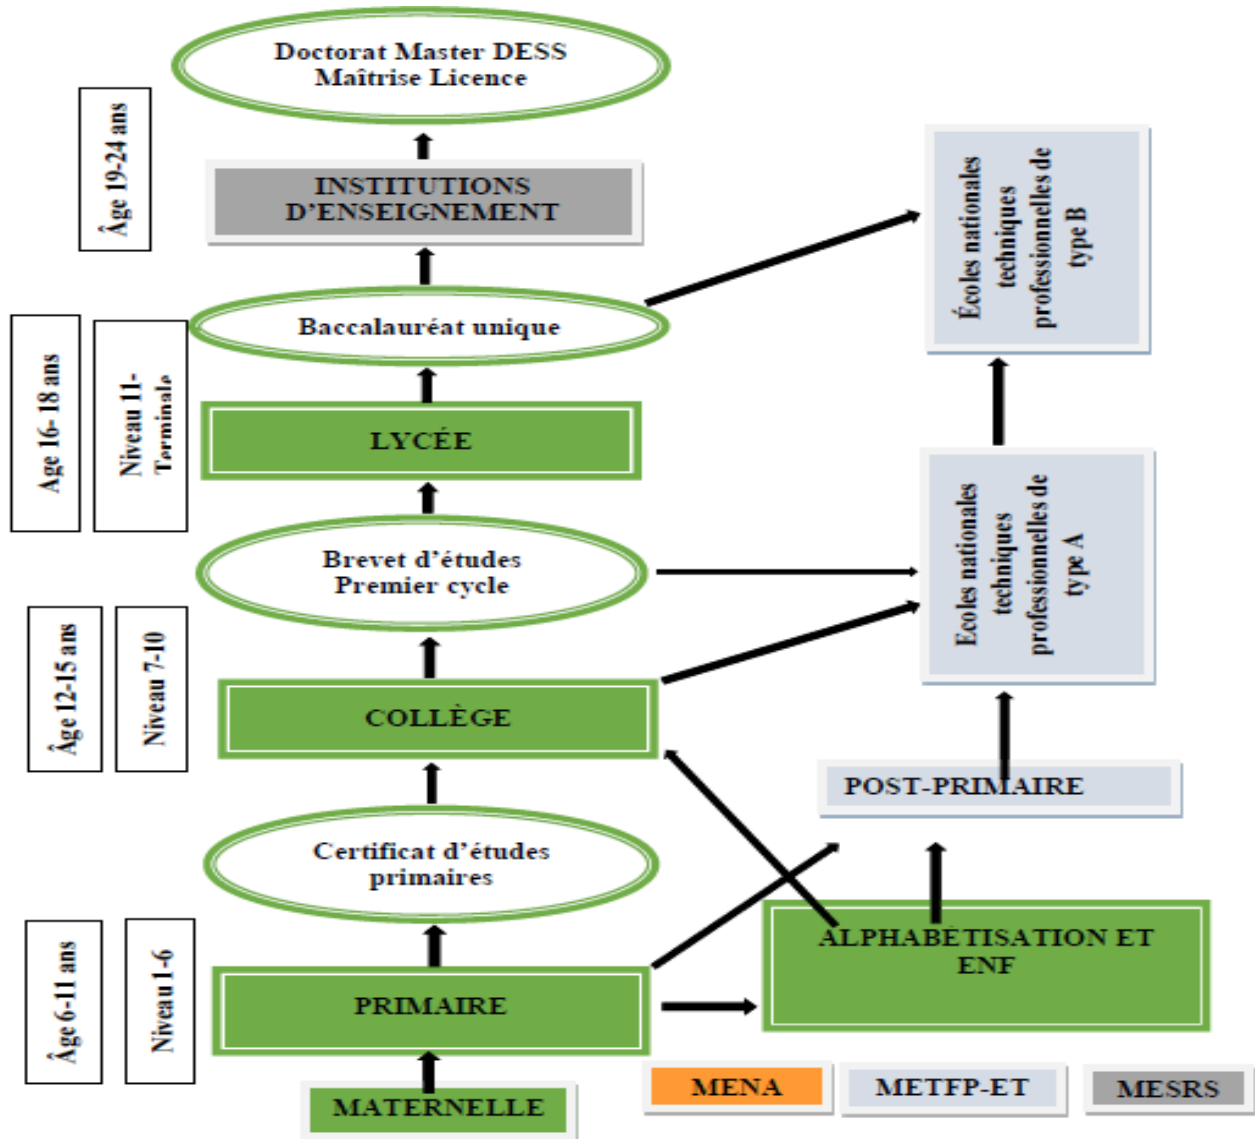 Doctorat Master DESS
Maîtrise Licence
Âge 19-24 ans
INSTITUTIONS
D'ENSEIGNEMENT
Écoles nationales
techniques
professionnelles de
type B
Baccalauréat unique
Age 16- 18 ans
Niveau 11-
Terminale
LYCÉE
Brevet d'études
Premier cycle
Ecoles nationales
techniques
professionnelles de
type A
Âge 12-15 ans
Niveau 7-10
COLLÈGE
POST-PRIMAIRE
Certificat d'études
primaires
Âge 6-11 ans
Niveau 1-6
PRIMAIRE
ALPHABÉTISATION ET
ENF
MATERNELLE
MENA
METFP-ET
MESRS